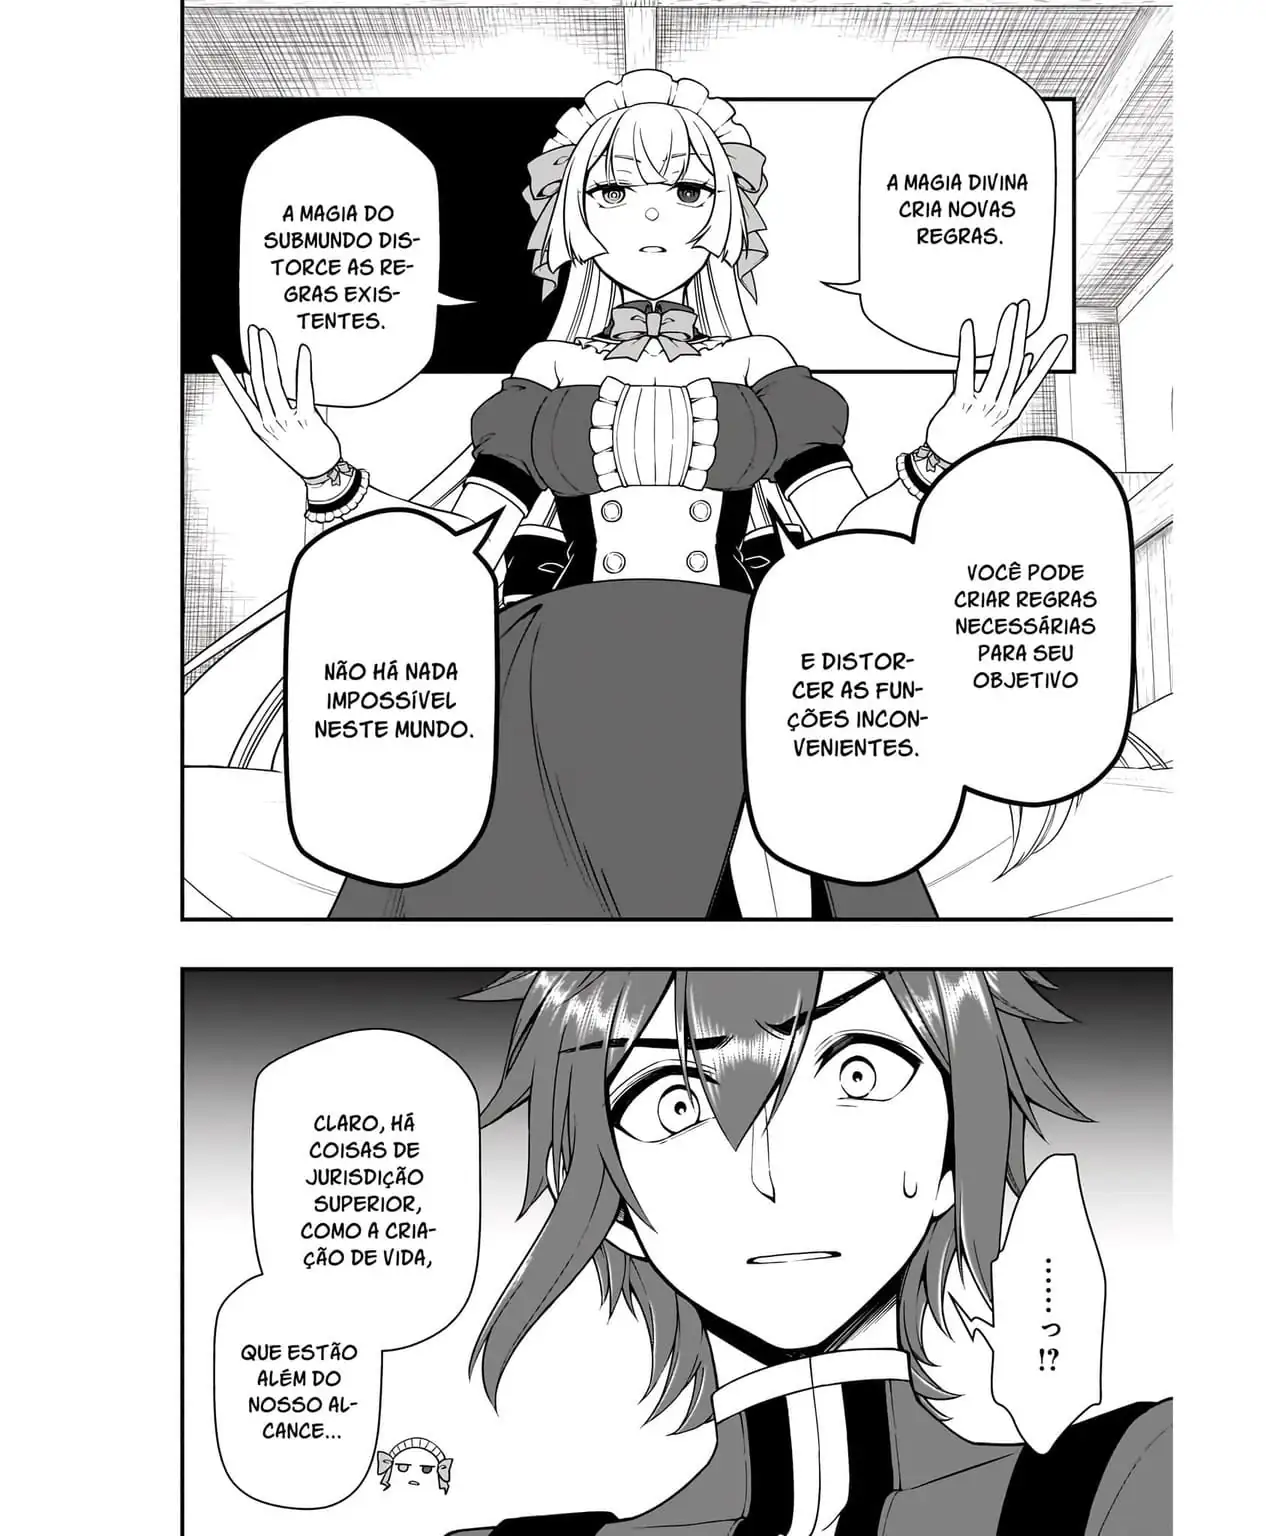 A MAGIA DIVINA
CRIA NOVAS
REGRAS.
A MAGIA DO
SUBMUNDO DIS-
TORCE AS RE-
GRAS EXIS-
TENTES.
VOCÊ PODE
CRIAR REGRAS
NECESSÁRIAS
PARA SEU
OBJETIVO
E DISTOR-
CER AS FUN-
ÇÕES INCON-
VENIENTES.
NÃO HÁ NADA
IMPOSSÍVEL
NESTE MUNDO.
……っ!?
CLARO, HÁ
COISAS DE
JURISDIÇÃO
SUPERIOR,
COMO A CRIA-
ÇÃO DE VIDA,
QUE ESTÃO
ALÉM DO
NOSSO AL-
CANCE...